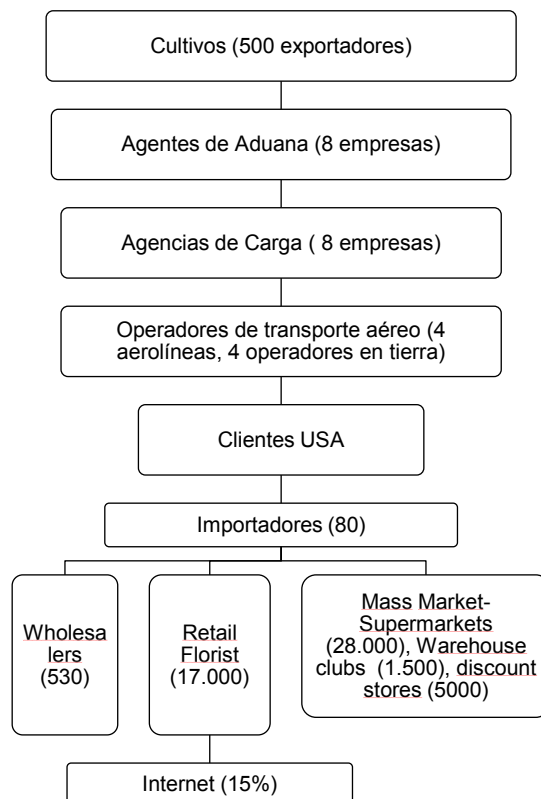 Cultivos (500 exportadores)
Agentes de Aduana (8 empresas)
Agencias de Carga ( 8 empresas)
Operadores de transporte aéreo (4
aerolíneas, 4 operadores en tierra)
Clientes USA
Importadores (80)
Wholesa
lers
(530)
Retail
Florist
(17.000)
Mass Market-
Supermarkets
(28.000), Warehouse
clubs (1.500), discount
stores (5000)
Internet (15%)